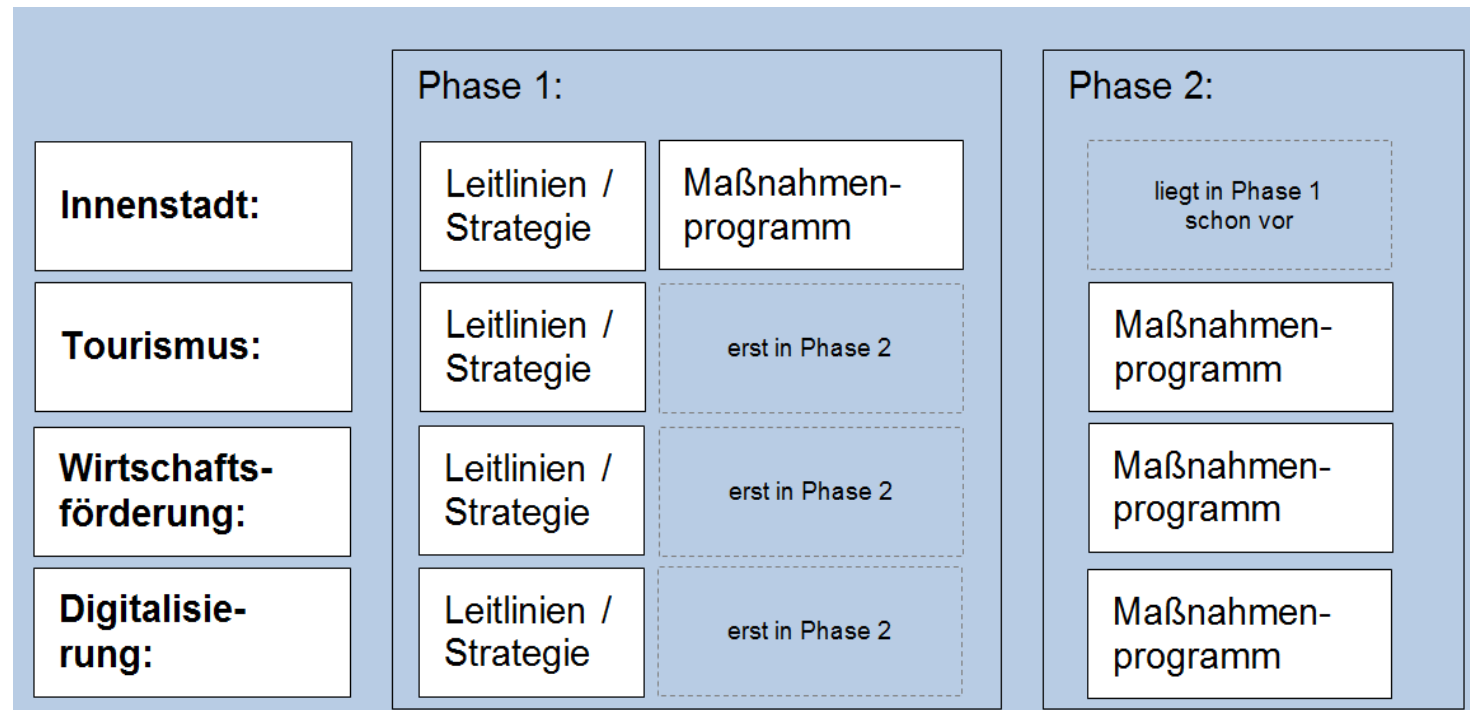 Phase 1:
Phase 2:
Innenstadt:
Leitlinien /
Strategie
Maßnahmen-
programm
liegt in Phase 1
schon vor
Tourismus:
Leitlinien /
Strategie
erst in Phase 2
Maßnahmen-
programm
Wirtschafts-
förderung:
Leitlinien /
Strategie
erst in Phase 2
Maßnahmen-
programm
Digitalisie-
rung:
Leitlinien /
Strategie
erst in Phase 2
Maßnahmen-
programm